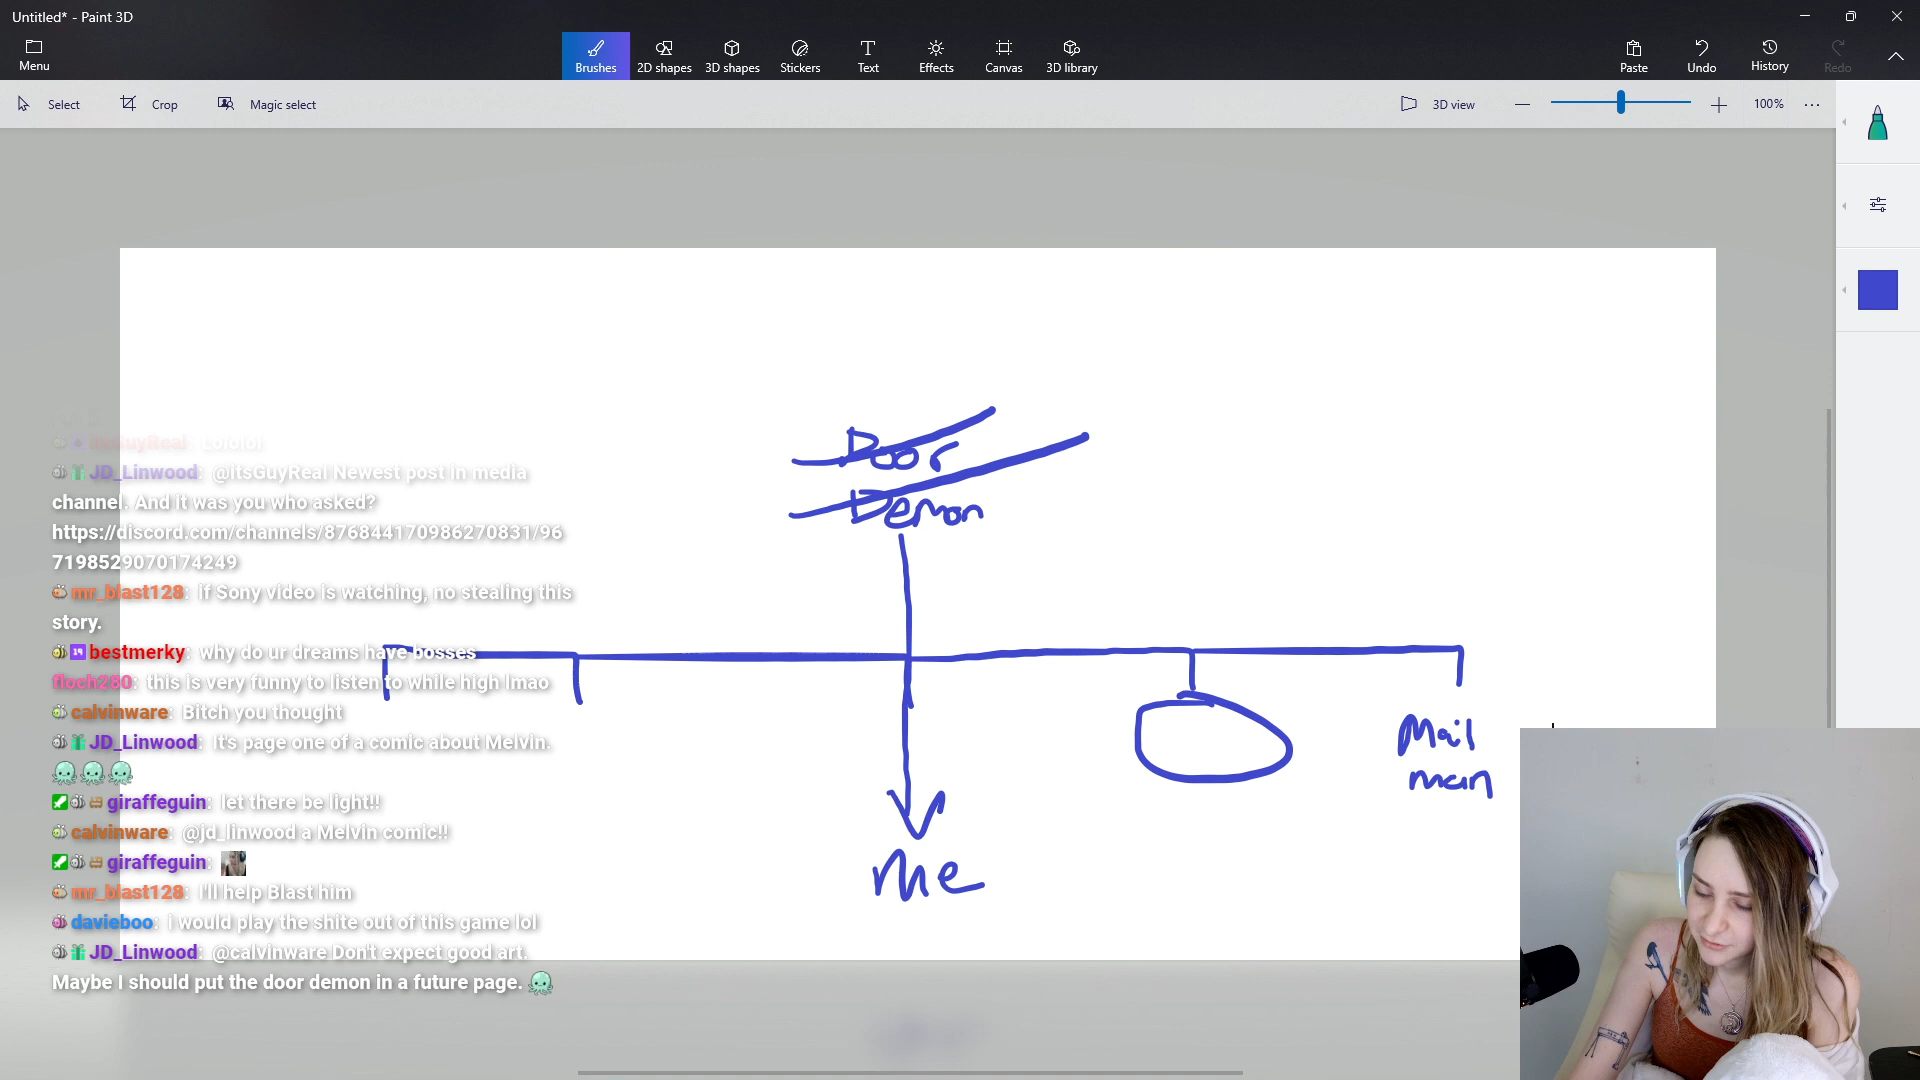 Untitled* - Paint 3D
Menu
Brushes
2D shapes
3D shapes
Stickers
Text
Effects
Canvas
3D library
Paste
Undo
History
Redo
Select
Crop
Magic select
3D view
100%
Door
Demon
Mail
man
me
JD_Linwood: @itsGuyReal Newest post in media
channel. And it was you who asked?
https://discord.com/channels/876844170986270831/96
7198529070174249
mr_blast128: If Sony video is watching, no stealing this
story.
19 bestmerky: why do ur dreams have bosses
floch280: this is very funny to listen to while high lmao
calvinware: Bitch you thought
JD_Linwood: It's page one of a comic about Melvin.
giraffeguin: let there be light!!
calvinware: @jd_linwood a Melvin comic!!
giraffeguin:
mr_blast128: I'll help Blast him
davieboo: i would play the shite out of this game lol
JD_Linwood: @calvinware Don't expect good art.
Maybe I should put the door demon in a future page.